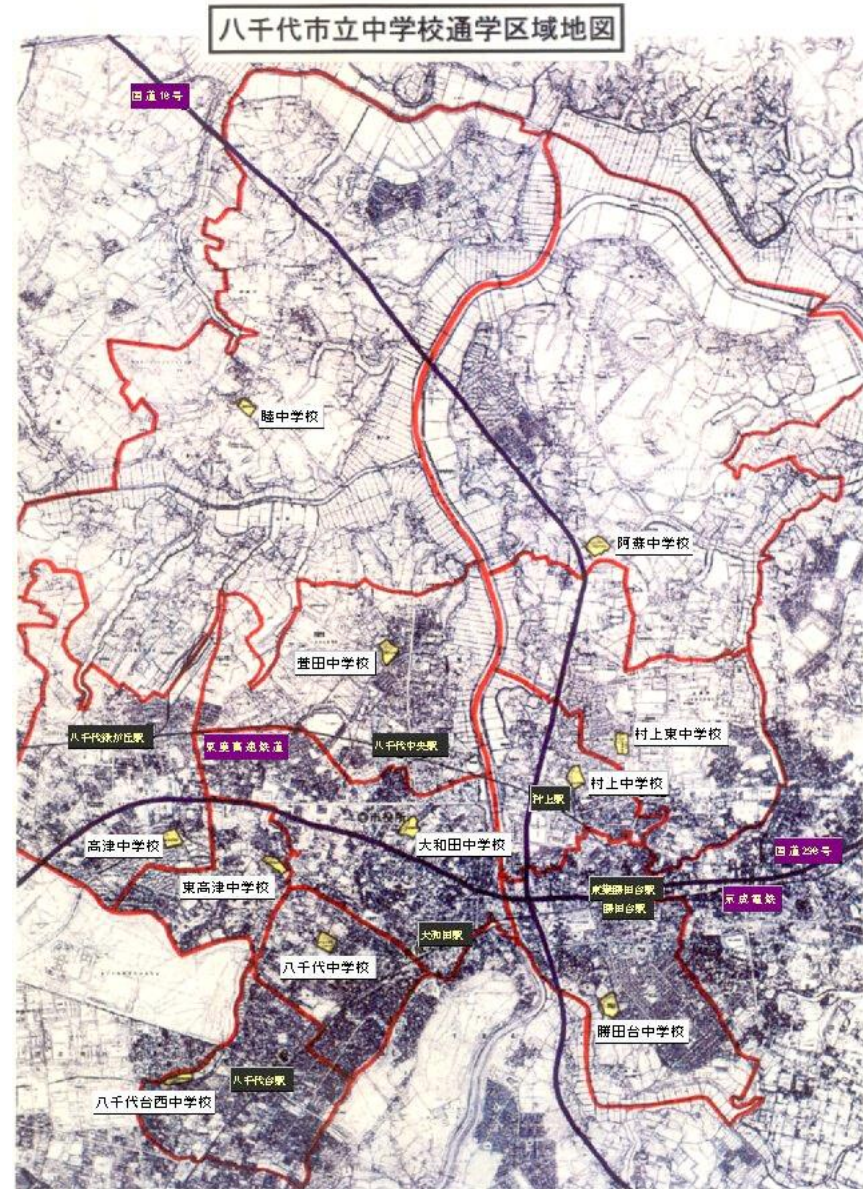 八千代市立中学校通学区域地図
国道16号
睦中学校
阿蘇中学校
萱田中学校
八千代緑が丘駅
東葉高速鉄道
八千代中央駅
村上東中学校
村上中学校
村上駅
市役所
高津中学校
大和田中学校
国道296号
東高津中学校
東葉勝田台駅
勝田台駅
京成電鉄
大和田駅
八千代中学校
勝田台中学校
八千代台駅
八千代台西中学校